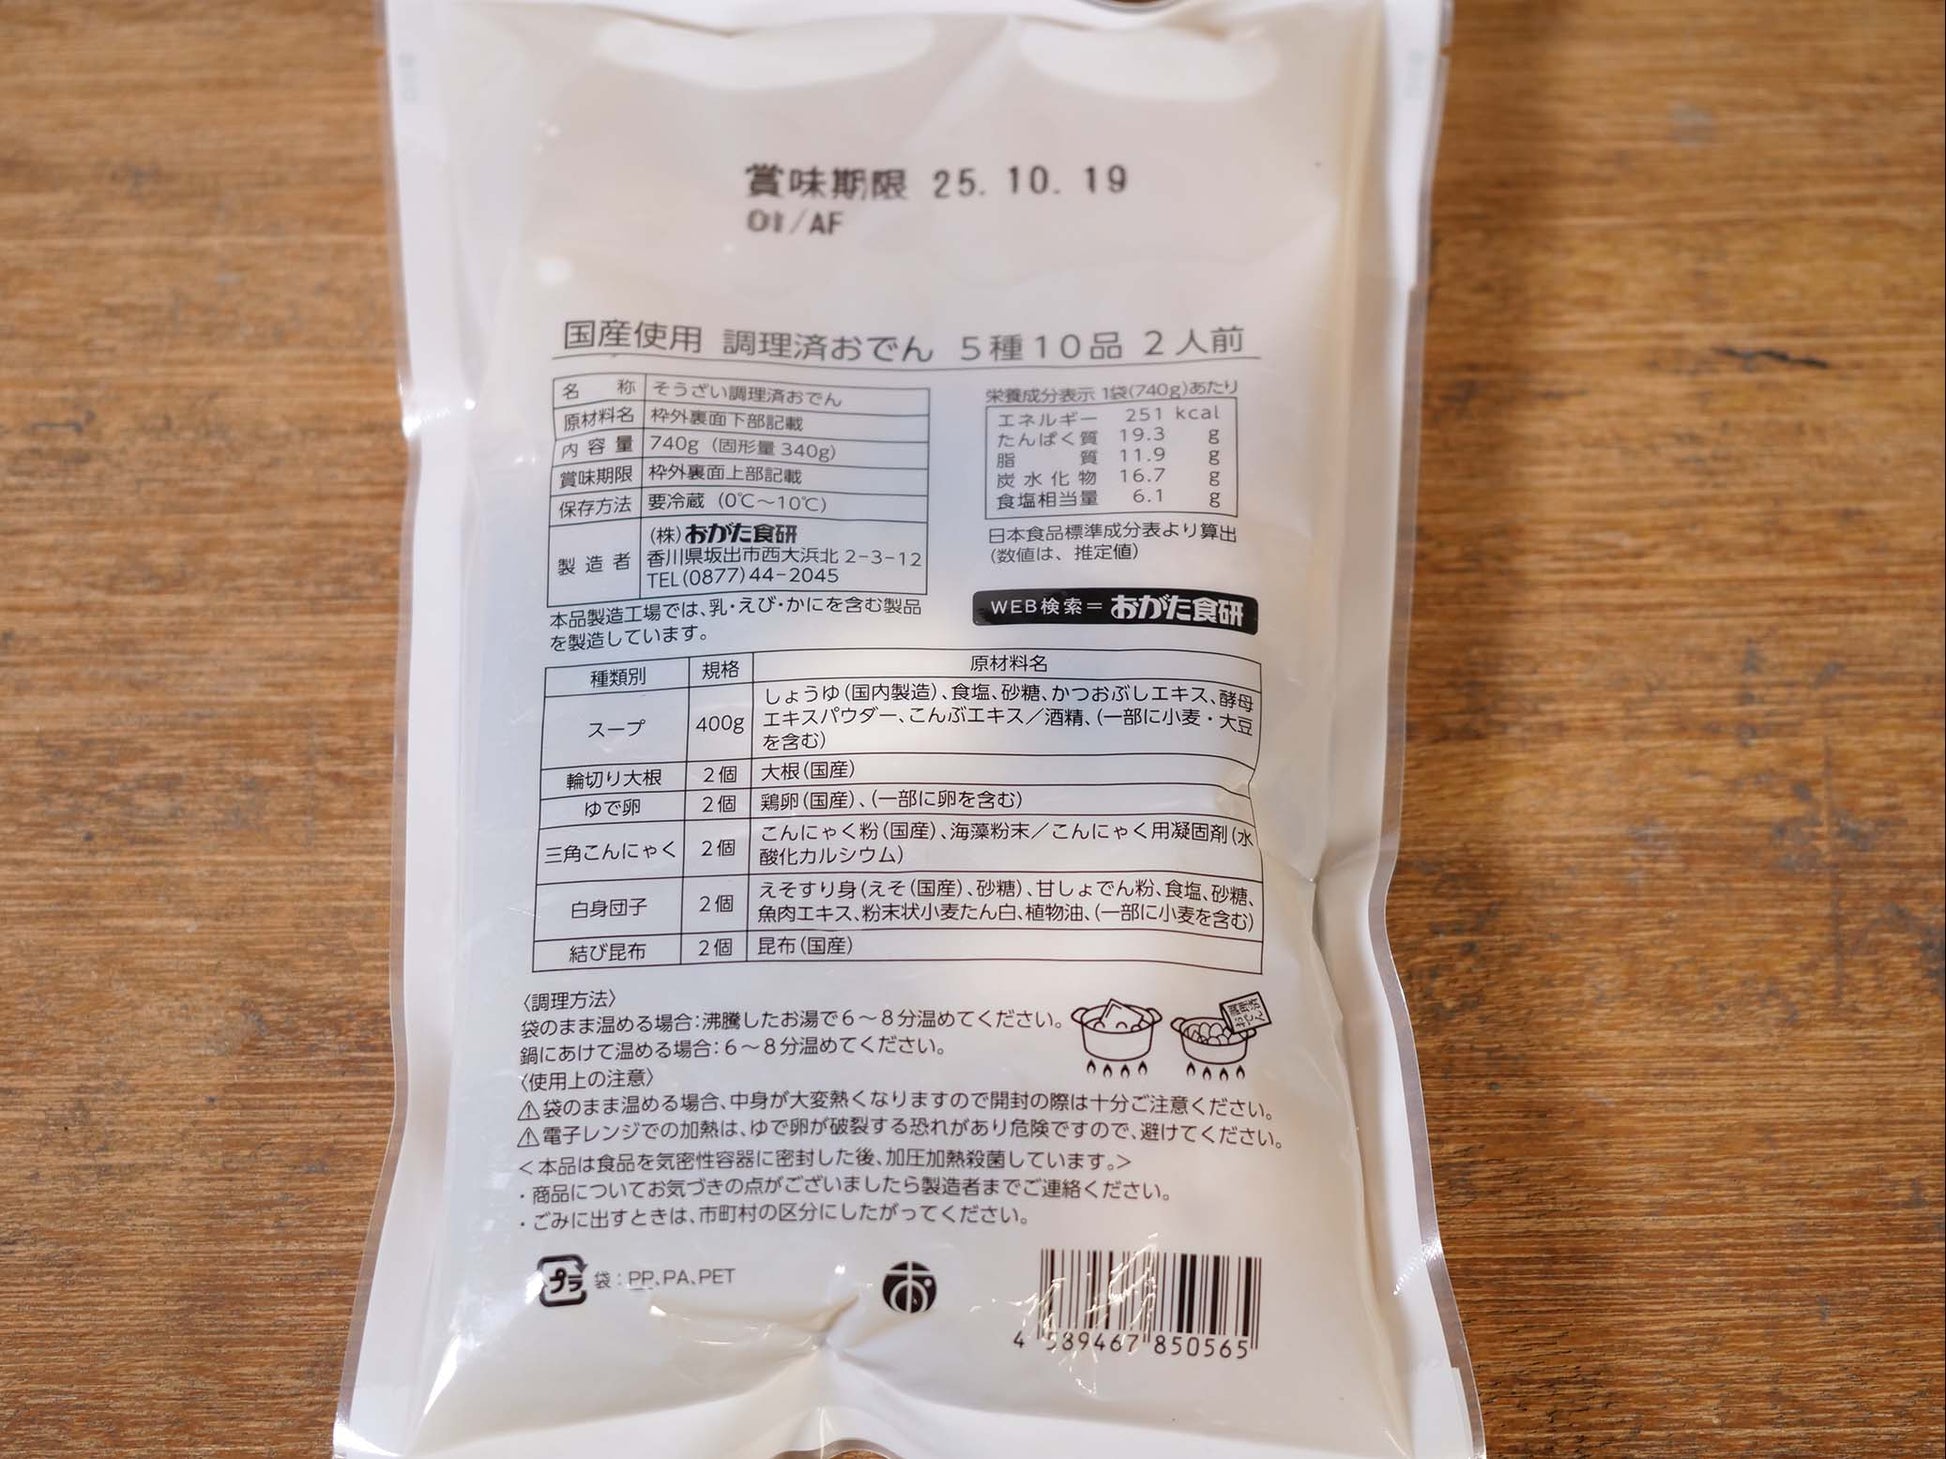 賞味期限 25.10.19
/AF
国産使用 調理済おでん 5種10品 2人前
名称 そうざい調理済おでん
原材料名 枠外裏面下部記載
内容量 740g (固形量 340g)
賞味期限 枠外裏面上部記載
保存方法 要冷蔵 (0℃〜10℃)
製造者 (株)おがた食研
香川県坂出市西大浜北 2-3-12
TEL(0877)44-2045
本品製造工場では、乳・えび・かにを含む製品
を製造しています。
栄養成分表示 1袋(740g)あたり
エネルギー 251 kcal
たんぱく質 19.3 g
脂質 11.9 g
炭水化物 16.7 g
食塩相当量 6.1 g
日本食品標準成分表より算出
(数値は、推定値)
WEB検索=おがた食研
種類別 規格 原材料名
スープ 400g しょうゆ(国内製造)、食塩、砂糖、かつおぶしエキス、酵母
エキスパウダー、こんぶエキス/酒精、(一部に小麦・大豆
を含む)
輪切り大根 2個 大根(国産)
ゆで卵 2個 鶏卵(国産)、(一部に卵を含む)
三角こんにゃく 2個 こんにゃく粉(国産)、海藻粉末/こんにゃく用凝固剤(水
酸化カルシウム)
白身団子 2個 えそすり身(えそ(国産)、砂糖)、甘しょでん粉、食塩、砂糖、
魚肉エキス、粉末状小麦たん白、植物油、(一部に小麦を含む)
結び昆布 2個 昆布(国産)
〈調理方法〉
袋のまま温める場合:沸騰したお湯で6〜8分温めてください。
鍋にあけて温める場合:6〜8分温めてください。
調理済
おでん
〈使用上の注意〉
⚠袋のまま温める場合、中身が大変熱くなりますので開封の際は十分ご注意ください。
⚠電子レンジでの加熱は、ゆで卵が破裂する恐れがあり危険ですので、避けてください。
<本品は食品を気密性容器に密封した後、加圧加熱殺菌しています。>
・商品についてお気づきの点がございましたら製造者までご連絡ください。
・ごみに出すときは、市町村の区分にしたがってください。
プラ 袋:PP、PA、PET
お
4 589467 850565